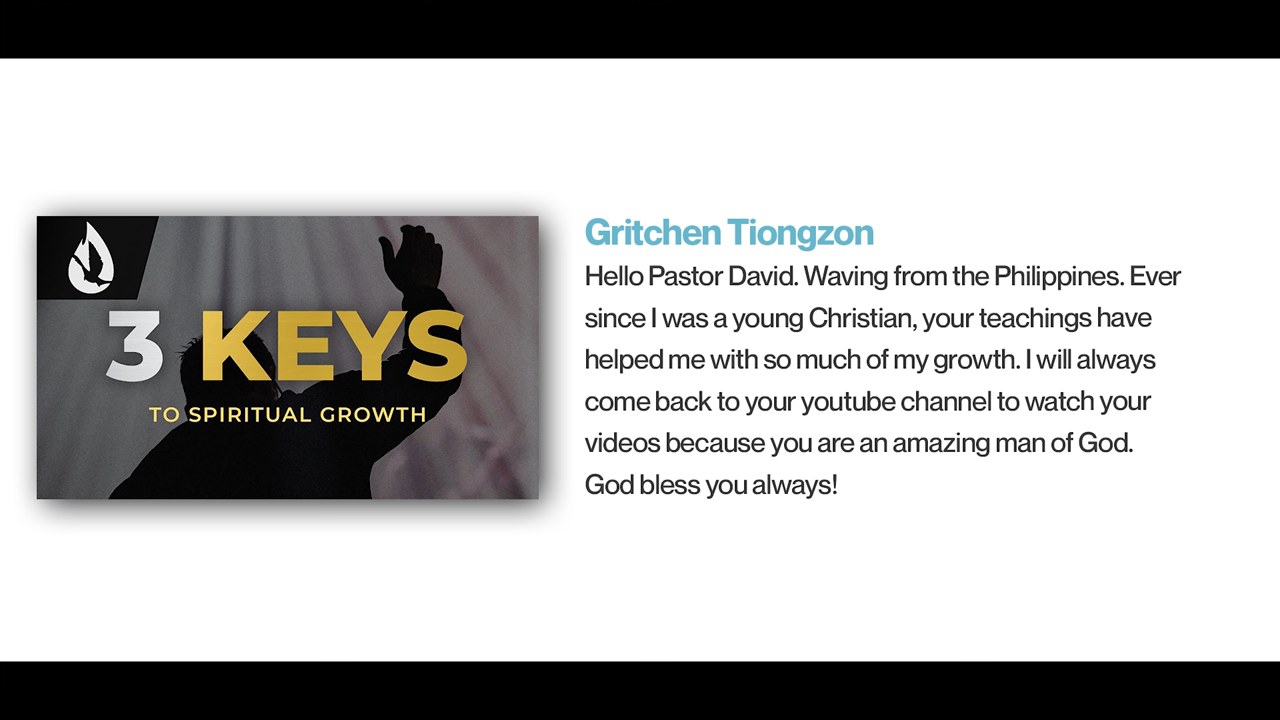 3 KEYS
TO SPIRITUAL GROWTH
Gritchen Tiongzon
Hello Pastor David. Waving from the Philippines. Ever
since I was a young Christian, your teachings have
helped me with so much of my growth. I will always
come back to your youtube channel to watch your
videos because you are an amazing man of God.
God bless you always!